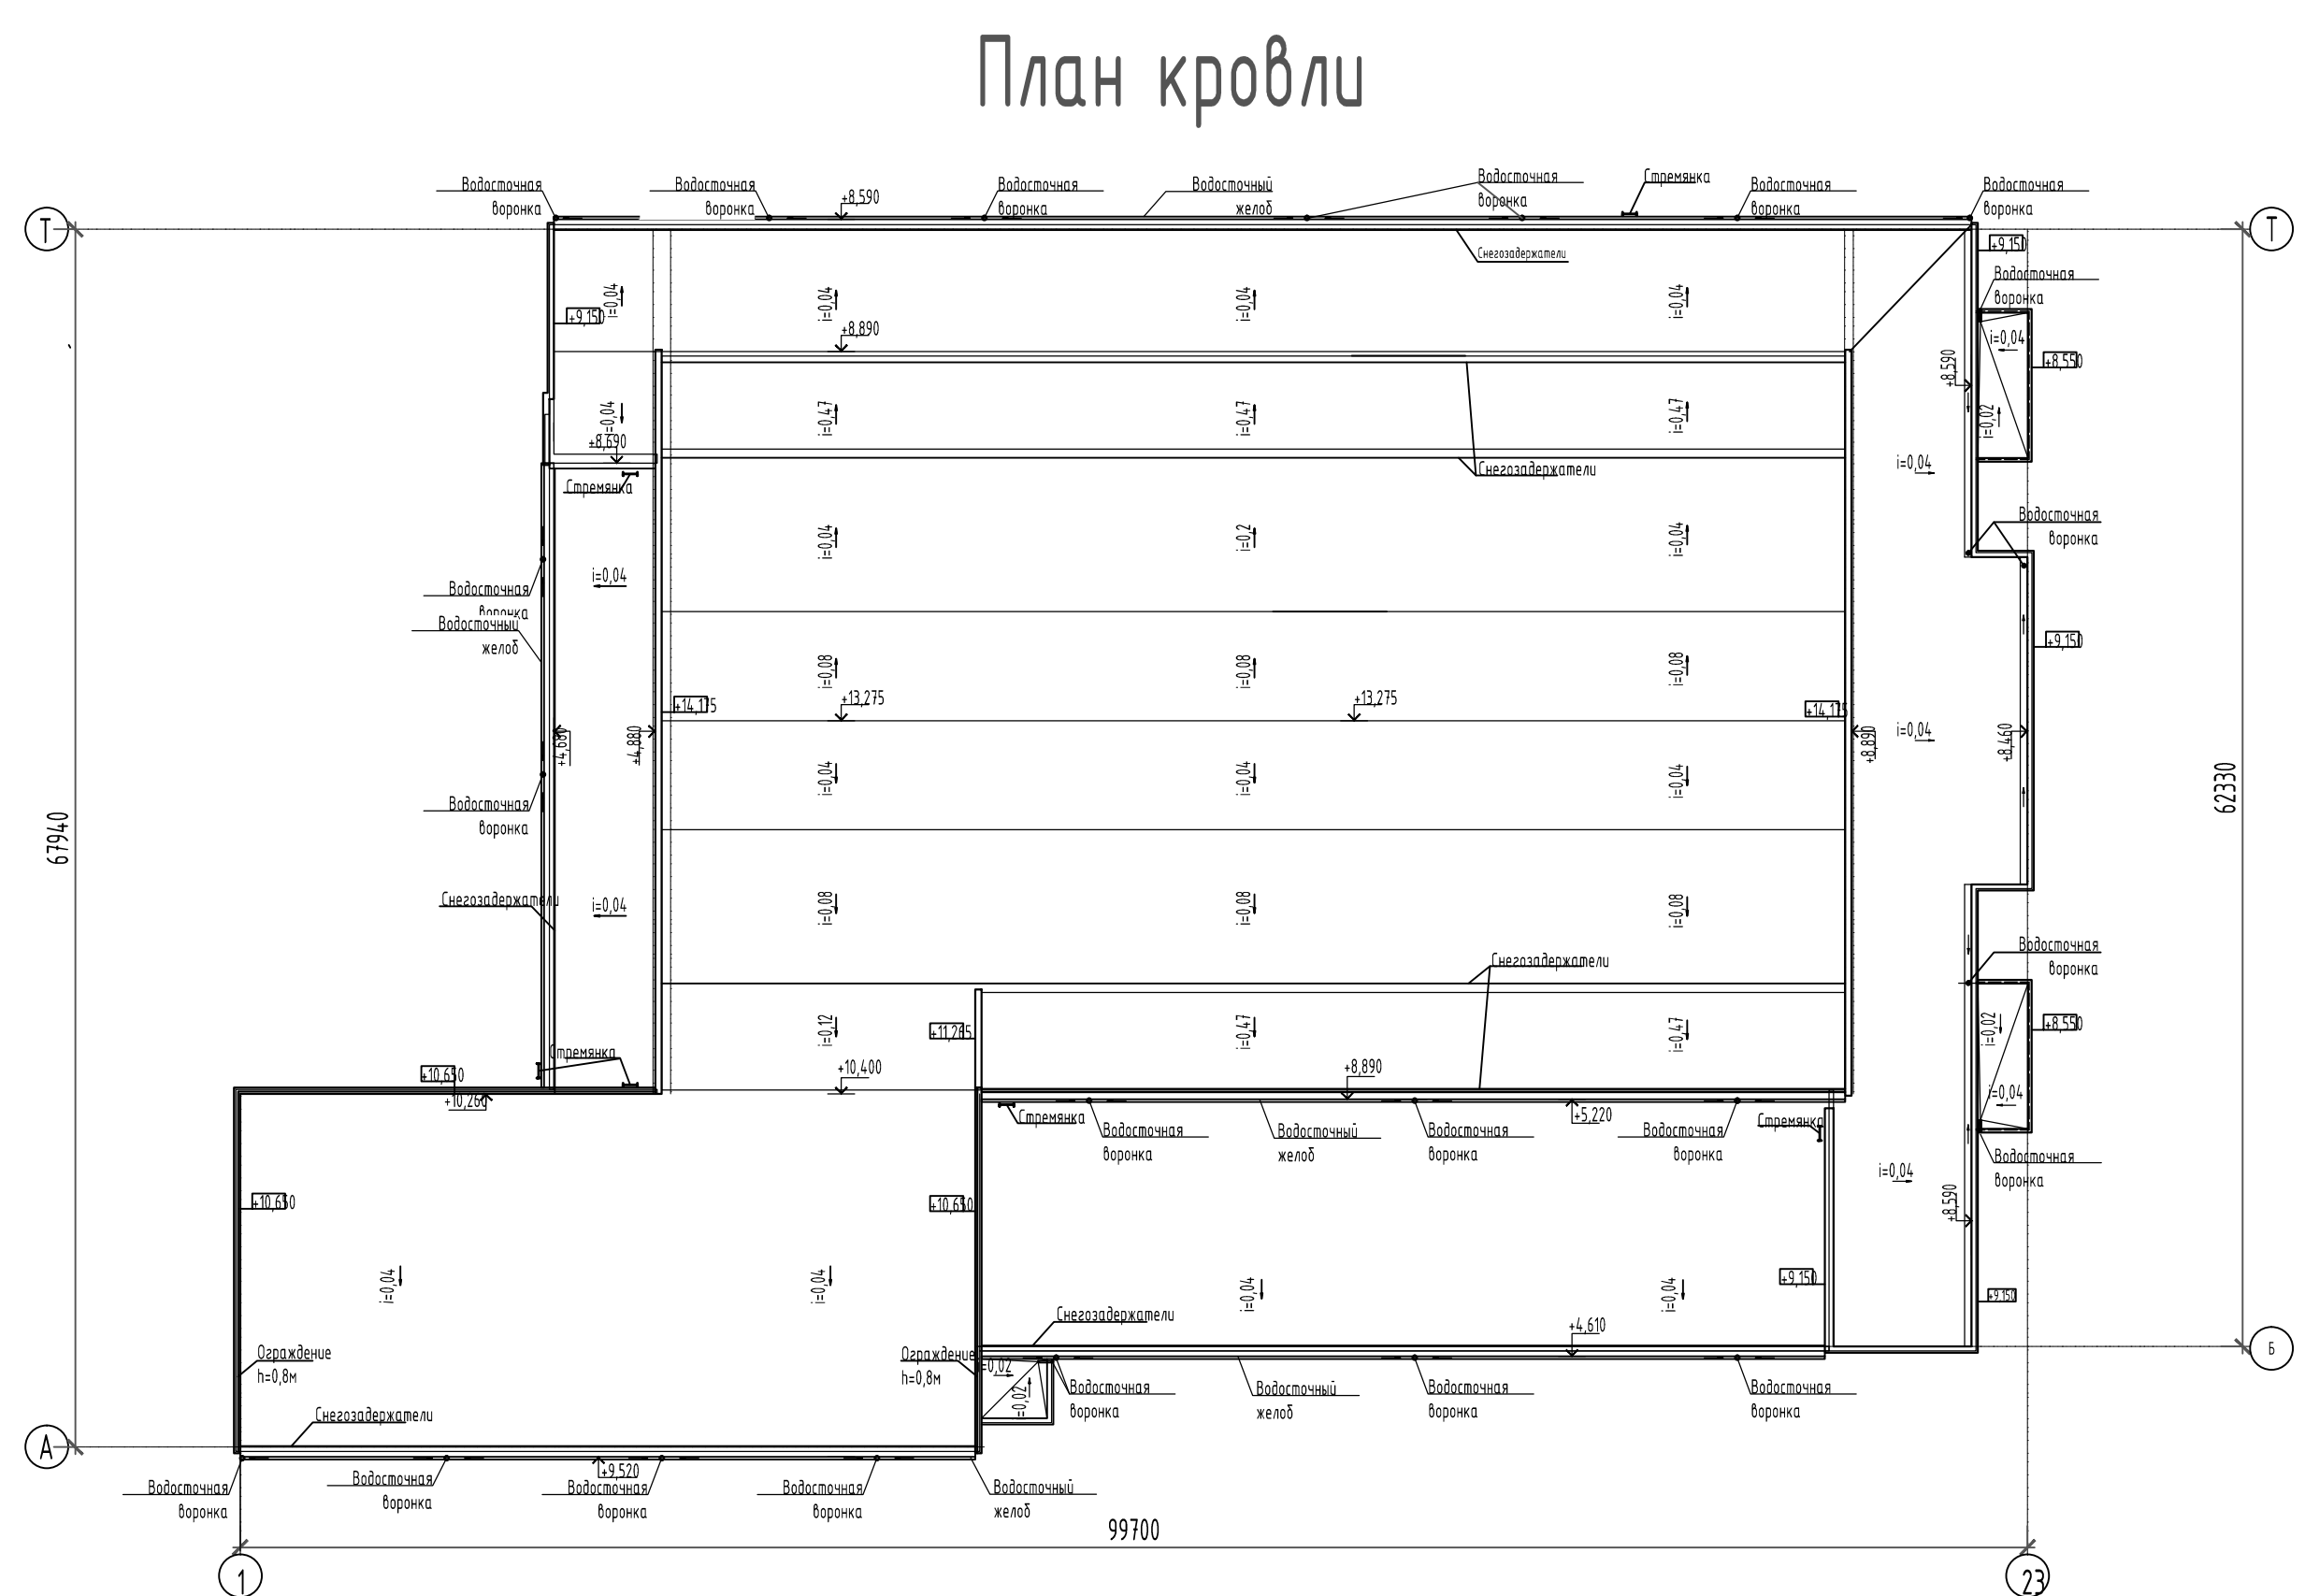 План кровли
Водосточная
воронка
Водосточная
воронка
+8,590
Водосточная
воронка
Водосточный
желоб
Водосточная
воронка
Стремянка
Водосточная
воронка
Водосточная
воронка
Т
Т
+9,150
Снегозадержатели
Водосточная
воронка
i=0,04
i=0,04
i=0,04
i=0,04
+9,150
+8,890
i=0,04
+8,590
+8,550
i=0,04
i=0,47
i=0,47
i=0,47
i=0,02
+8,690
Снегозадержатели
i=0,04
Стремянка
Водосточная
воронка
i=0,04
i=0,2
i=0,04
i=0,04
Водосточная
воронка
Водосточный
желоб
+9,150
i=0,08
i=0,08
i=0,08
+14,175
+13,275
+13,275
+14,175
+4,680
+4,880
+8,890
i=0,04
+8,460
i=0,04
i=0,04
i=0,04
Водосточная
воронка
67940
62330
Снегозадержатели
i=0,04
i=0,08
i=0,08
i=0,08
Снегозадержатели
Водосточная
воронка
i=0,12
+11,265
i=0,47
i=0,47
i=0,02
+8,550
Стремянка
+10,650
+10,400
+8,890
i=0,04
+10,260
Стремянка
+5,220
Стремянка
Водосточная
воронка
Водосточный
желоб
Водосточная
воронка
Водосточная
воронка
Водосточная
воронка
i=0,04
+10,650
+10,650
+8,590
i=0,04
i=0,04
i=0,04
i=0,04
+9,150
+9,150
Снегозадержатели
+4,610
Ограждение
h=0,8м
Ограждение
h=0,8м
i=0,02
i=0,02
Водосточная
воронка
Водосточный
желоб
Водосточная
воронка
Водосточная
воронка
Б
Снегозадержатели
А
+9,520
Водосточная
воронка
Водосточная
воронка
Водосточная
воронка
Водосточная
воронка
Водосточный
желоб
99700
1
23